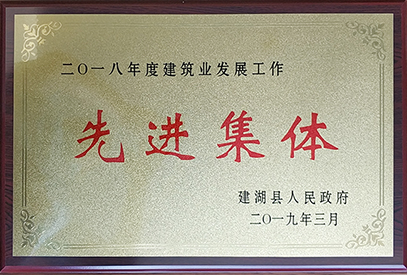 二〇一八年度建筑业发展工作
先进集体
建湖县人民政府
二〇一九年三月